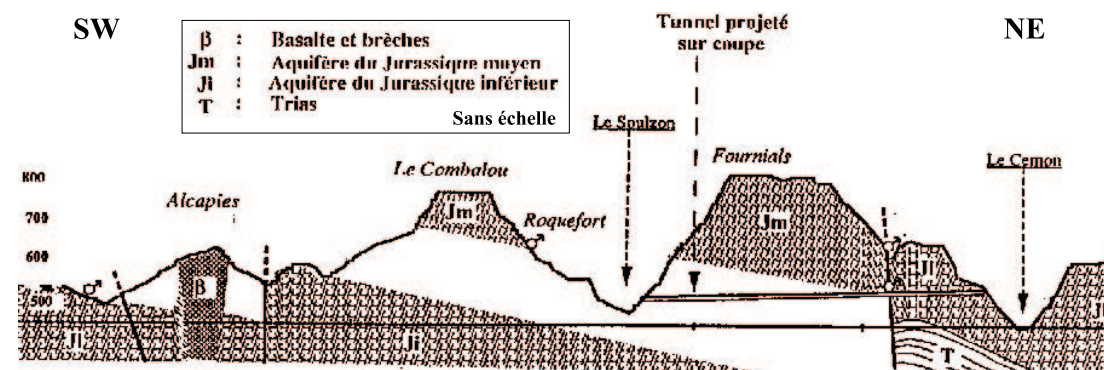 SW
NE
β : Basalte et brèches
Jm : Aquifère du Jurassique moyen
Ji : Aquifère du Jurassique inférieur
T : Trias
Sans échelle
Tunnel projeté
sur coupe
Le Soulzon
Fournials
Le Cernon
Le Combalou
Roquefort
Alcapies
800
700
600
500
Jm
Jm
Ji
β
Ji
Ji
T